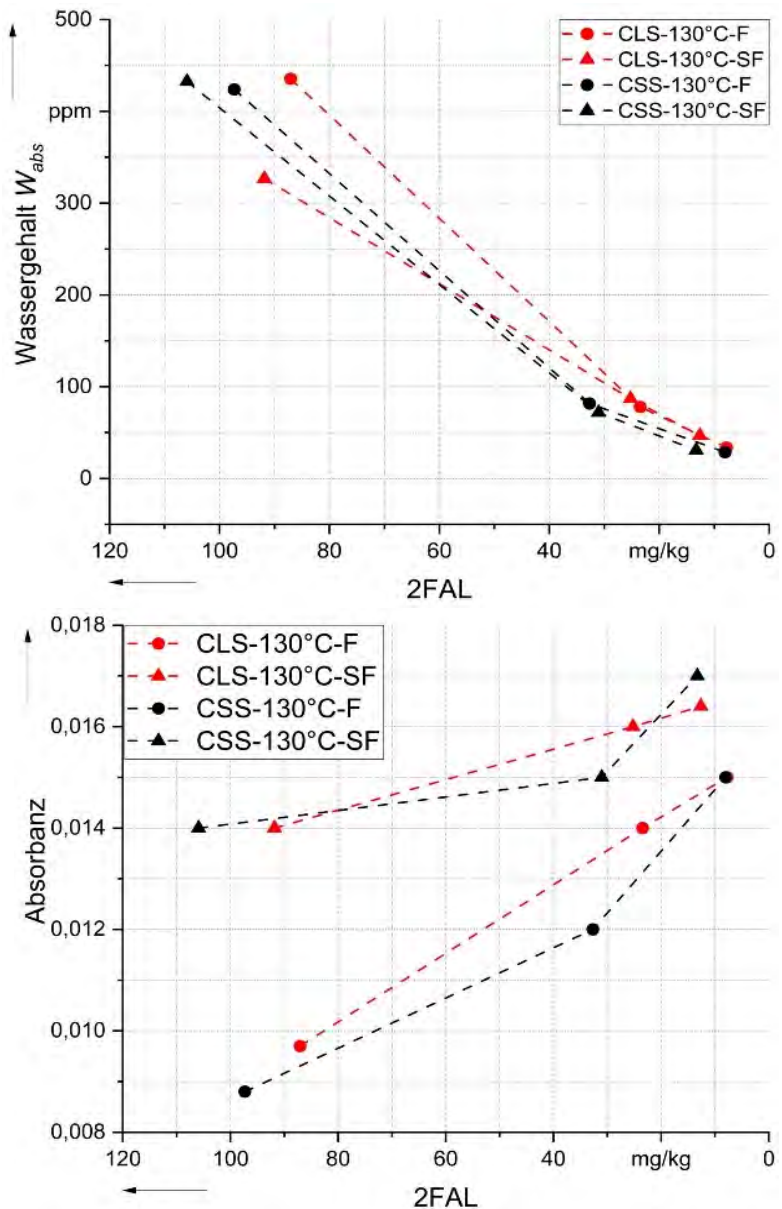 500
ppm
300
200
100
0
Wassergehalt W_abs
CLS-130°C-F
CLS-130°C-SF
CSS-130°C-F
CSS-130°C-SF
120 100 80 60 40 mg/kg 0
2FAL
0,018
0,016
0,014
0,012
0,010
0,008
Absorbanz
CLS-130°C-F
CLS-130°C-SF
CSS-130°C-F
CSS-130°C-SF
120 100 80 60 40 mg/kg 0
2FAL